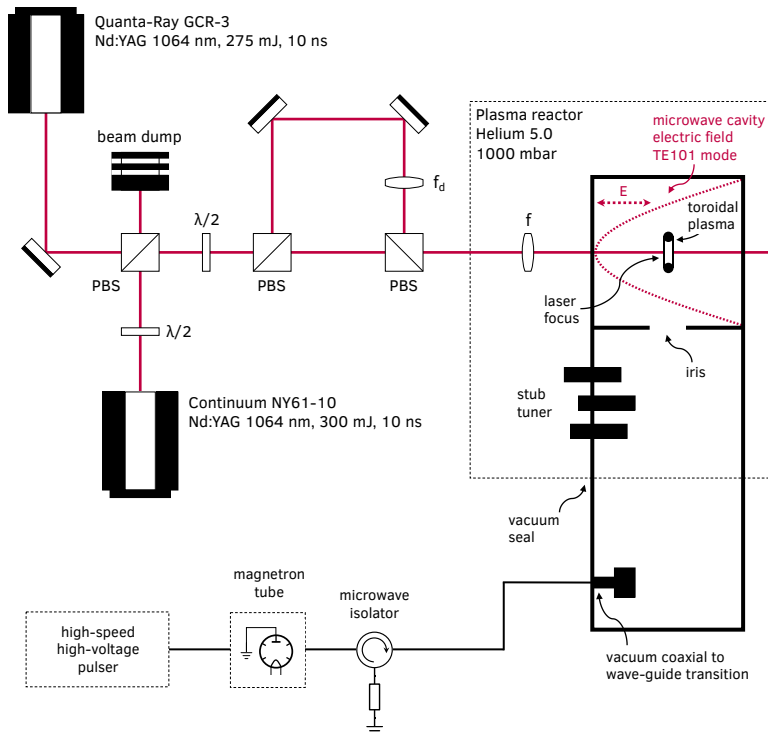 Quanta-Ray GCR-3
Nd:YAG 1064 nm, 275 mJ, 10 ns
beam dump
Plasma reactor
Helium 5.0
1000 mbar
microwave cavity
electric field
TE101 mode
E
f_d
toroidal
plasma
λ/2
f
PBS
PBS
PBS
laser
focus
λ/2
iris
Continuum NY61-10
Nd:YAG 1064 nm, 300 mJ, 10 ns
stub
tuner
vacuum
seal
magnetron
tube
microwave
isolator
high-speed
high-voltage
pulser
vacuum coaxial to
wave-guide transition